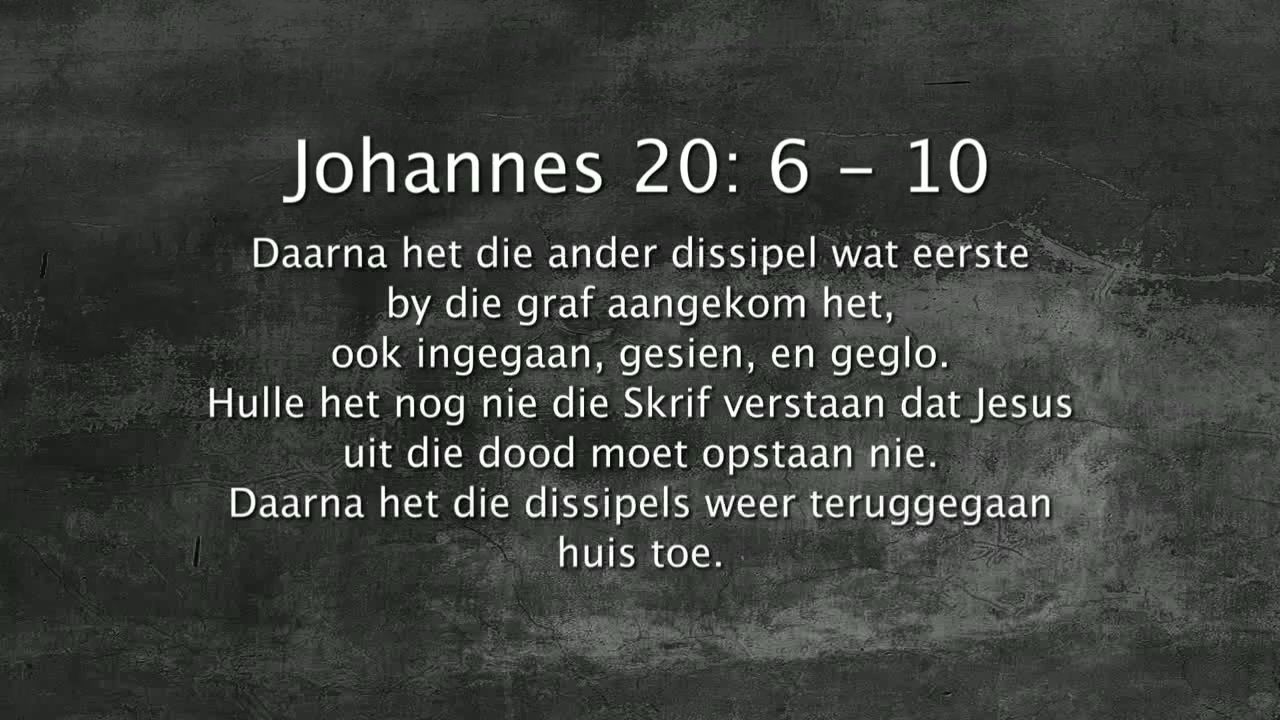 Johannes 20: 6 - 10
Daarna het die ander dissipel wat eerste
by die graf aangekom het,
ook ingegaan, gesien, en geglo.
Hulle het nog nie die Skrif verstaan dat Jesus
uit die dood moet opstaan nie.
Daarna het die dissipels weer teruggegaan
huis toe.